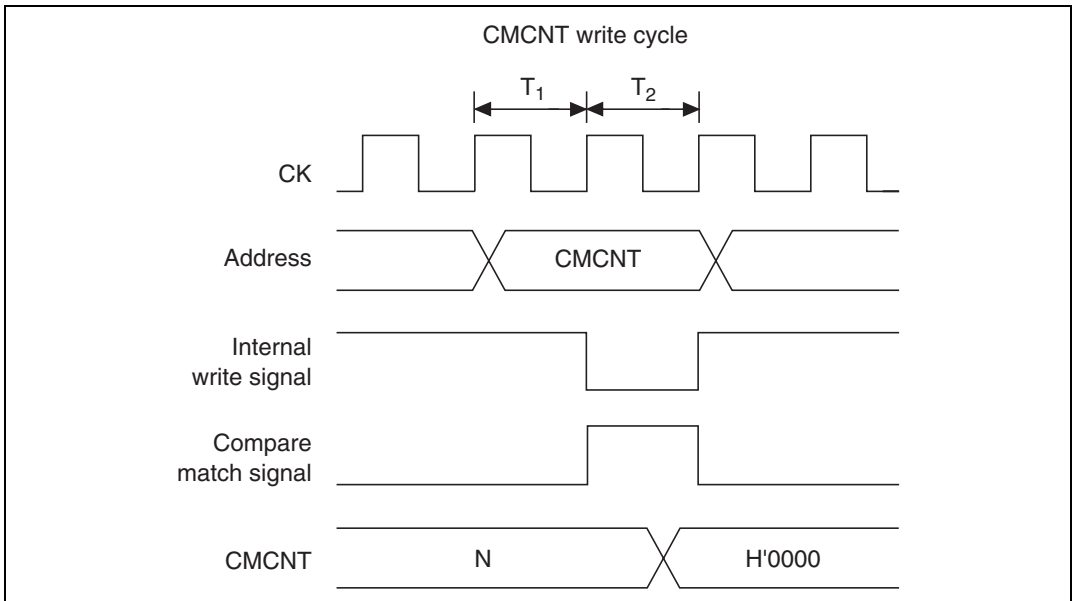 CMCNT write cycle
T1 T2
CK
Address CMCNT
Internal
write signal
Compare
match signal
CMCNT N H'0000